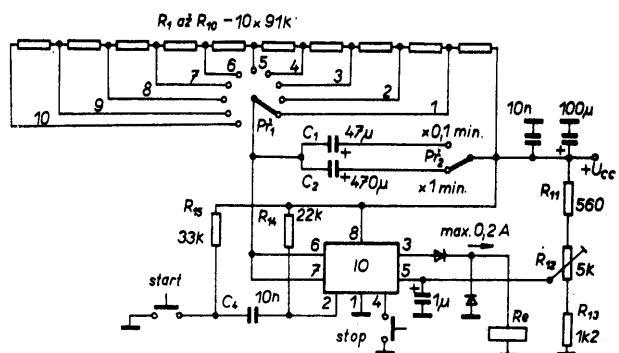 R1 až R10 – 10× 91k
6 5 4
7 3
8 2
9 1
10
Př1
C1 47µ ×0,1 min.
Př2
C2 470µ ×1 min.
10n 100µ
+Ucc
R11 560
R15 33k
R14 22k
8
max. 0,2 A
6 3
7 IO 5
R12 5k
start
C4 10n
2 1 4
1µ
stop
Re
R13 1k2